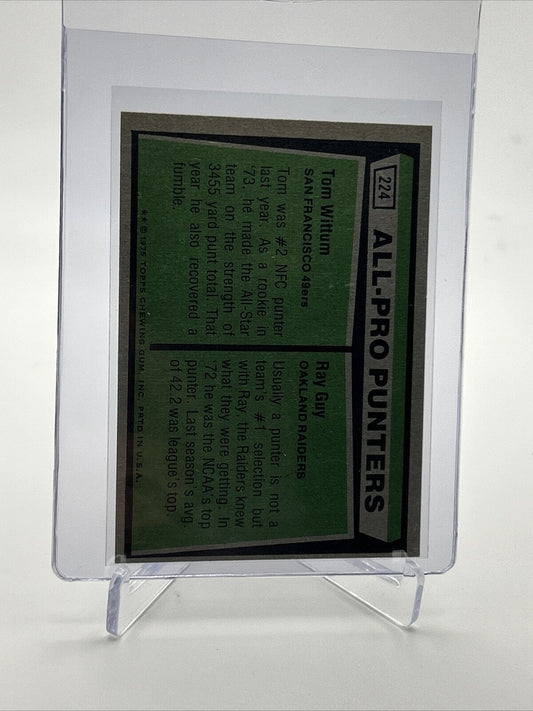 224
ALL-PRO PUNTERS
Tom Wittum
SAN FRANCISCO 49ers
Tom was #2 NFC punter
last year. As a rookie in
'73, he made the All-Star
team on the strength of
3455 yard punt total. That
year he also recovered a
fumble.
Ray Guy
OAKLAND RAIDERS
Usually a punter is not a
team's #1 selection but
with Ray, the Raiders knew
what they were getting. In
'72 he was the NCAA's top
punter. Last season's avg.
of 42.2 was league's top.
★★ © 1975 TOPPS CHEWING GUM, INC. PRTD IN U.S.A.